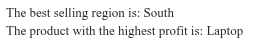 The best selling region is: South
The product with the highest profit is: Laptop